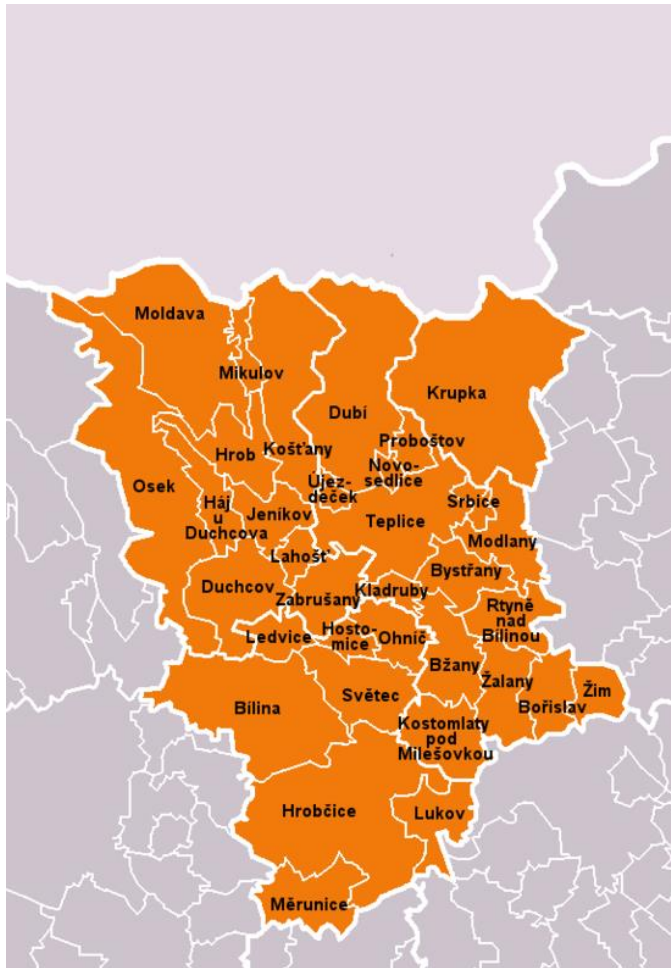 Moldava
Mikulov
Krupka
Dubí
Proboštov
Hrob
Košťany
Novo-
sedlice
Osek
Újez-
deček
Háj
u
Duchcova
Jeníkov
Srbice
Teplice
Modlany
Lahošť
Bystřany
Duchcov
Zabrušany
Kladruby
Rtyně
nad
Bílinou
Ledvice
Hosto-
mice
Ohníč
Bžany
Světec
Žalany
Žim
Bořislav
Bílina
Kostomlaty
pod
Milešovkou
Hrobčice
Lukov
Měrunice